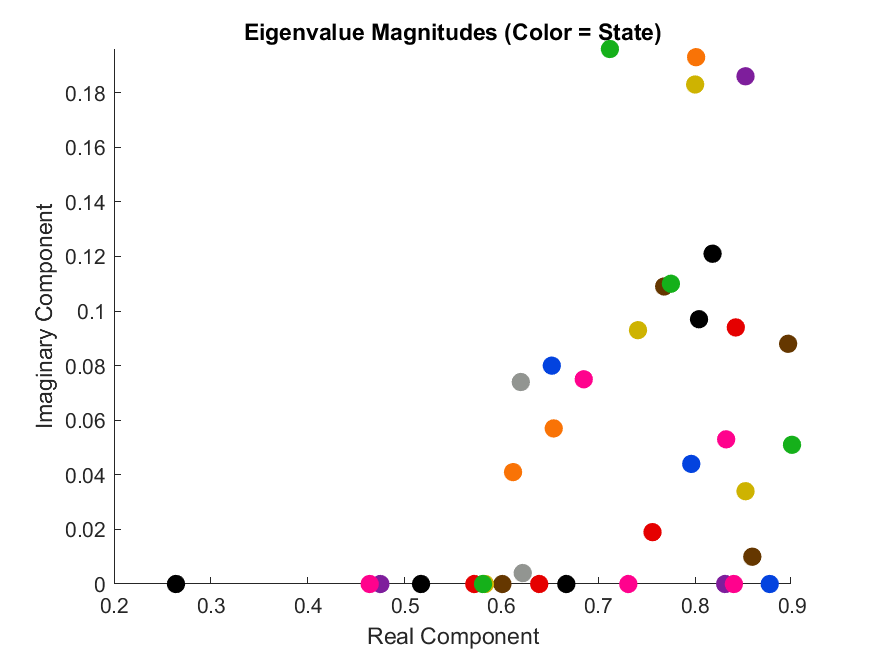 Eigenvalue Magnitudes (Color = State)
0.18
0.16
0.14
0.12
0.1
0.08
0.06
0.04
0.02
0
Imaginary Component
0.2 0.3 0.4 0.5 0.6 0.7 0.8 0.9
Real Component